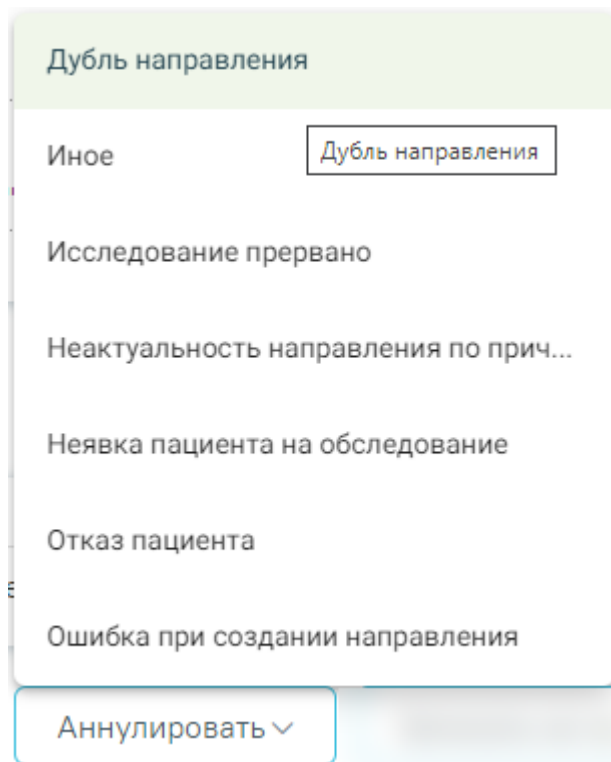 Дубль направления
Иное
Дубль направления
Исследование прервано
Неактуальность направления по прич...
Неявка пациента на обследование
Отказ пациента
Ошибка при создании направления
Аннулировать